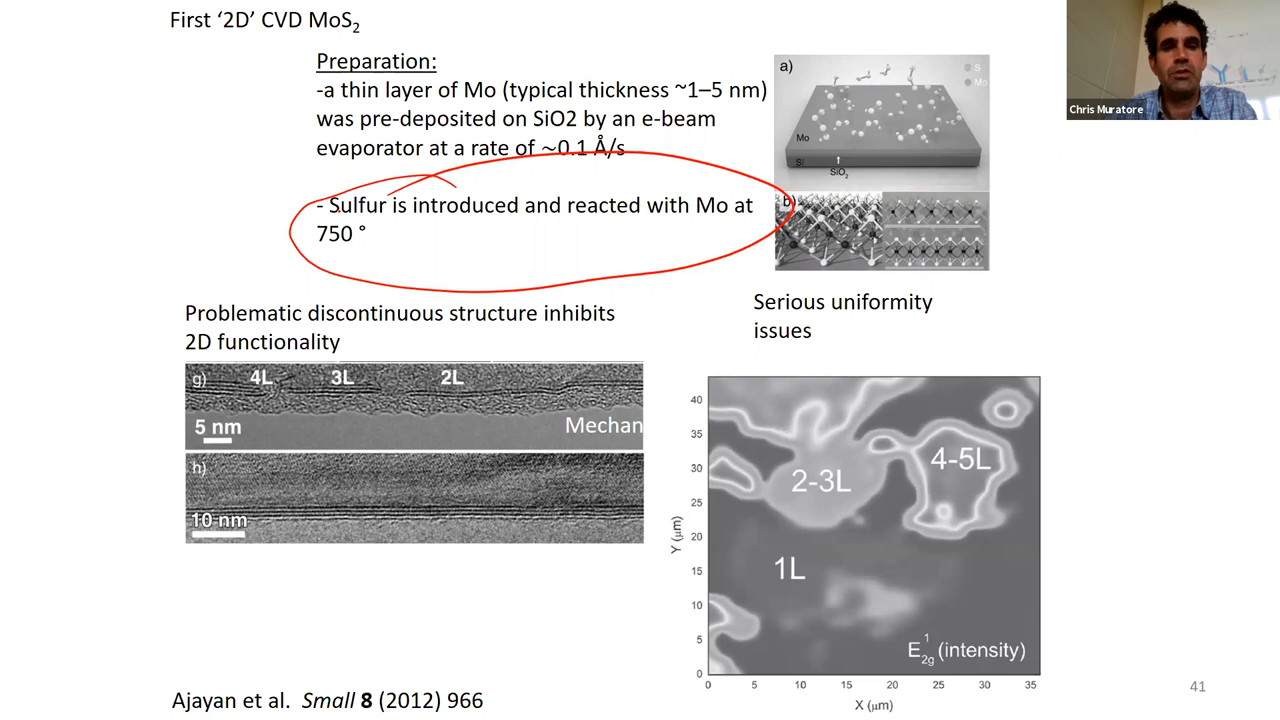 First ‘2D’ CVD MoS2
Preparation:
-a thin layer of Mo (typical thickness ~1–5 nm)
was pre-deposited on SiO2 by an e-beam
evaporator at a rate of ~0.1 Å/s
- Sulfur is introduced and reacted with Mo at
750 °
a)
S
Mo
Mo
Si
SiO2
b)
Chris Muratore
Problematic discontinuous structure inhibits
2D functionality
Serious uniformity
issues
g)
4L
3L
2L
5 nm
Mechan
h)
10 nm
40
35
30
25
20
15
10
5
0
Y (μm)
2-3L
4-5L
1L
E 1 2g (intensity)
0 5 10 15 20 25 30 35
X (μm)
Ajayan et al. Small 8 (2012) 966
41